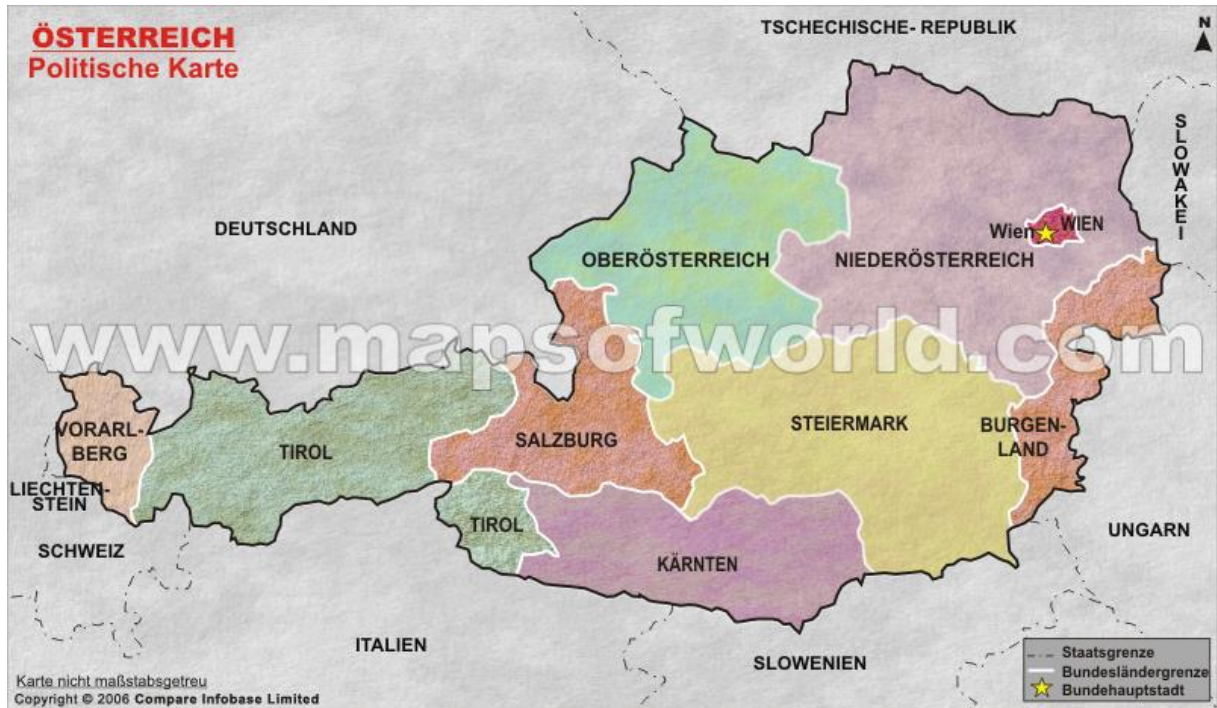 ÖSTERREICH
Politische Karte
TSCHECHISCHE- REPUBLIK
N
SLOWAKEI
DEUTSCHLAND
Wien
WIEN
OBERÖSTERREICH
NIEDERÖSTERREICH
www.mapsofworld.com
VORARL-
BERG
TIROL
SALZBURG
STEIERMARK
BURGEN-
LAND
LIECHTEN-
STEIN
TIROL
SCHWEIZ
KÄRNTEN
UNGARN
ITALIEN
SLOWENIEN
Staatsgrenze
Bundesländergrenze
Bundehauptstadt
Karte nicht maßstabsgetreu
Copyright © 2006 Compare Infobase Limited